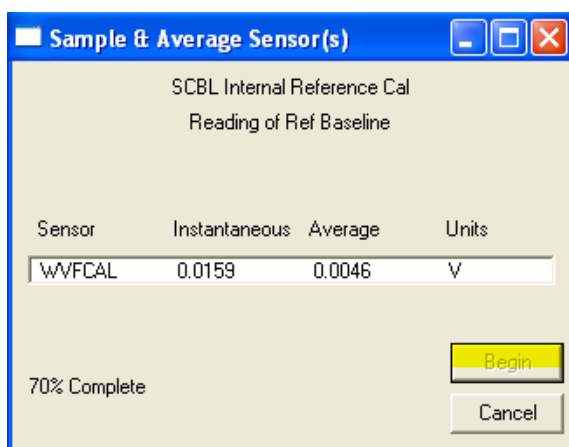 Sample & Average Sensor(s)
SCBL Internal Reference Cal
Reading of Ref Baseline
Sensor Instantaneous Average Units
WVFCAL 0.0159 0.0046 V
Begin
70% Complete
Cancel